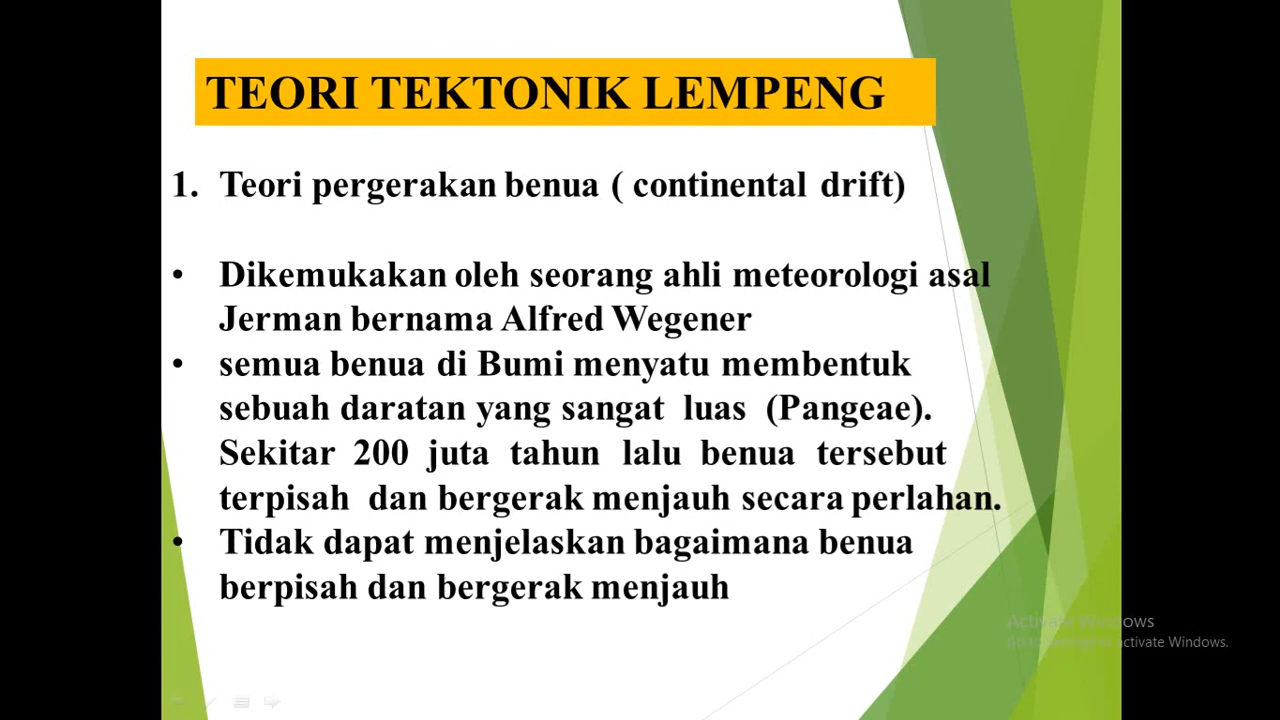 TEORI TEKTONIK LEMPENG
1. Teori pergerakan benua ( continental drift)
• Dikemukakan oleh seorang ahli meteorologi asal
Jerman bernama Alfred Wegener
• semua benua di Bumi menyatu membentuk
sebuah daratan yang sangat luas (Pangeae).
Sekitar 200 juta tahun lalu benua tersebut
terpisah dan bergerak menjauh secara perlahan.
• Tidak dapat menjelaskan bagaimana benua
berpisah dan bergerak menjauh
Activate Windows
activate Windows.